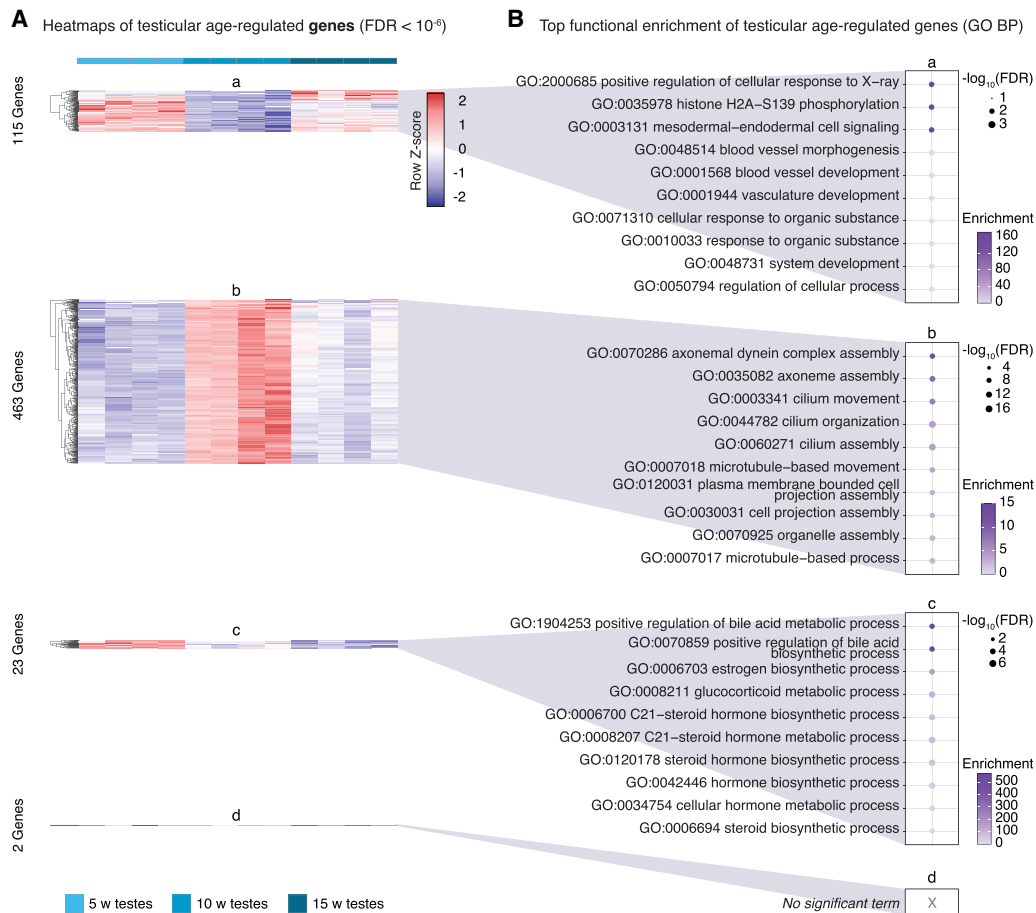 A
Heatmaps of testicular age-regulated genes (FDR < 10-6)
115 Genes
a
2
1
0
-1
-2
Row Z-score
463 Genes
b
23 Genes
c
2 Genes
d
5 w testes
10 w testes
15 w testes
B
Top functional enrichment of testicular age-regulated genes (GO BP)
a
GO:2000685 positive regulation of cellular response to X−ray
GO:0035978 histone H2A−S139 phosphorylation
GO:0003131 mesodermal−endodermal cell signaling
GO:0048514 blood vessel morphogenesis
GO:0001568 blood vessel development
GO:0001944 vasculature development
GO:0071310 cellular response to organic substance
GO:0010033 response to organic substance
GO:0048731 system development
GO:0050794 regulation of cellular process
-log10(FDR)
1
2
3
Enrichment
160
120
80
40
0
b
GO:0070286 axonemal dynein complex assembly
GO:0035082 axoneme assembly
GO:0003341 cilium movement
GO:0044782 cilium organization
GO:0060271 cilium assembly
GO:0007018 microtubule−based movement
GO:0120031 plasma membrane bounded cell
projection assembly
GO:0030031 cell projection assembly
GO:0070925 organelle assembly
GO:0007017 microtubule−based process
-log10(FDR)
4
8
12
16
Enrichment
15
10
5
0
c
GO:1904253 positive regulation of bile acid metabolic process
GO:0070859 positive regulation of bile acid
biosynthetic process
GO:0006703 estrogen biosynthetic process
GO:0008211 glucocorticoid metabolic process
GO:0006700 C21−steroid hormone biosynthetic process
GO:0008207 C21−steroid hormone metabolic process
GO:0120178 steroid hormone biosynthetic process
GO:0042446 hormone biosynthetic process
GO:0034754 cellular hormone metabolic process
GO:0006694 steroid biosynthetic process
-log10(FDR)
2
4
6
Enrichment
500
400
300
200
100
0
d
No significant term
X